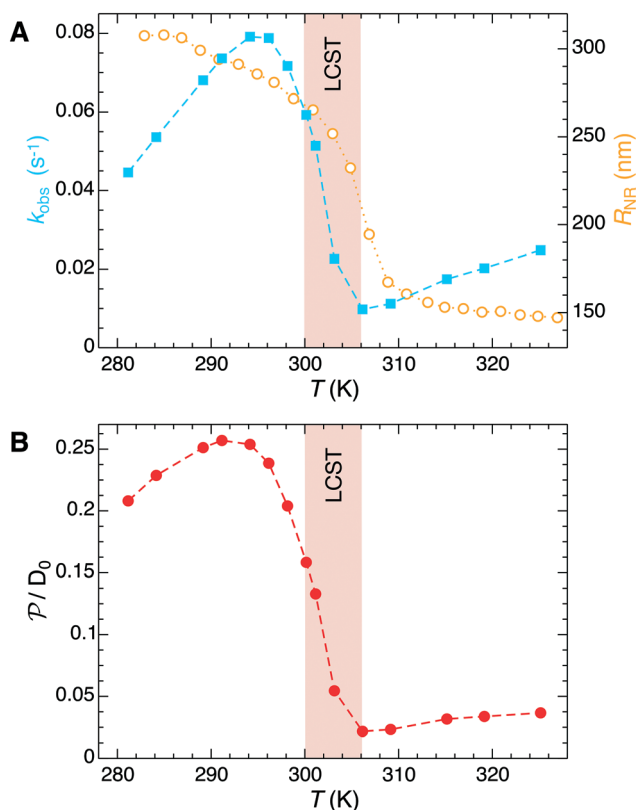 A
0.08
0.06
0.04
0.02
0
k_obs (s⁻¹)
LCST
300
250
200
150
R_NR (nm)
280 290 300 310 320
T (K)
B
0.25
0.2
0.15
0.1
0.05
0
𝒫 / D₀
LCST
280 290 300 310 320
T (K)